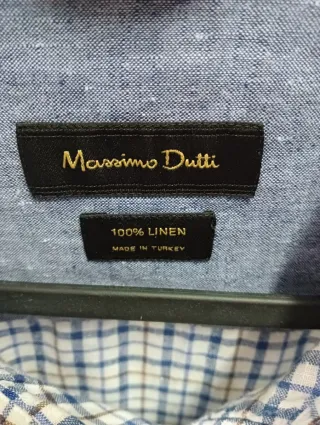 Massimo Dutti
100% LINEN
MADE IN TURKEY